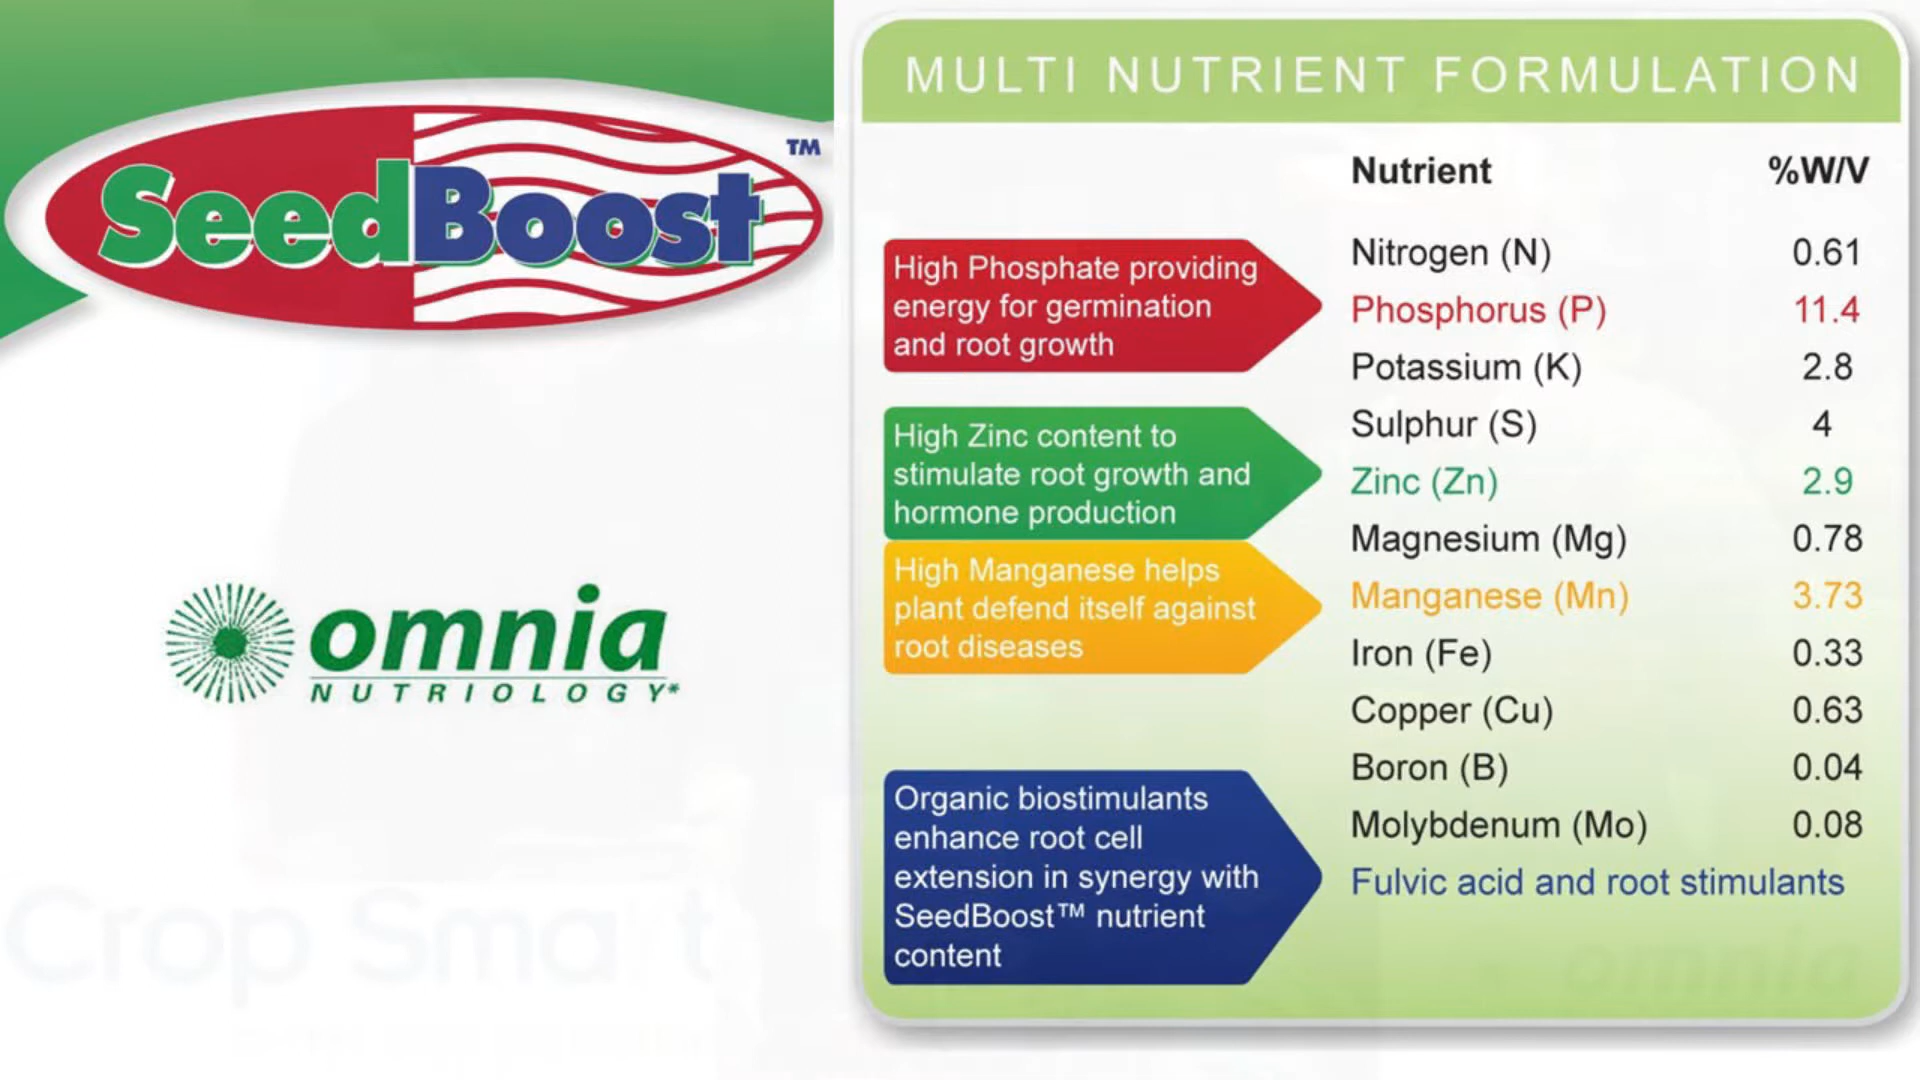 SeedBoost™
omnia
NUTRIOLOGY*
Crop Smart
MULTI NUTRIENT FORMULATION
Nutrient %W/V
High Phosphate providing
energy for germination
and root growth
High Zinc content to
stimulate root growth and
hormone production
High Manganese helps
plant defend itself against
root diseases
Organic biostimulants
enhance root cell
extension in synergy with
SeedBoost™ nutrient
content
Nitrogen (N) 0.61
Phosphorus (P) 11.4
Potassium (K) 2.8
Sulphur (S) 4
Zinc (Zn) 2.9
Magnesium (Mg) 0.78
Manganese (Mn) 3.73
Iron (Fe) 0.33
Copper (Cu) 0.63
Boron (B) 0.04
Molybdenum (Mo) 0.08
Fulvic acid and root stimulants
omnia